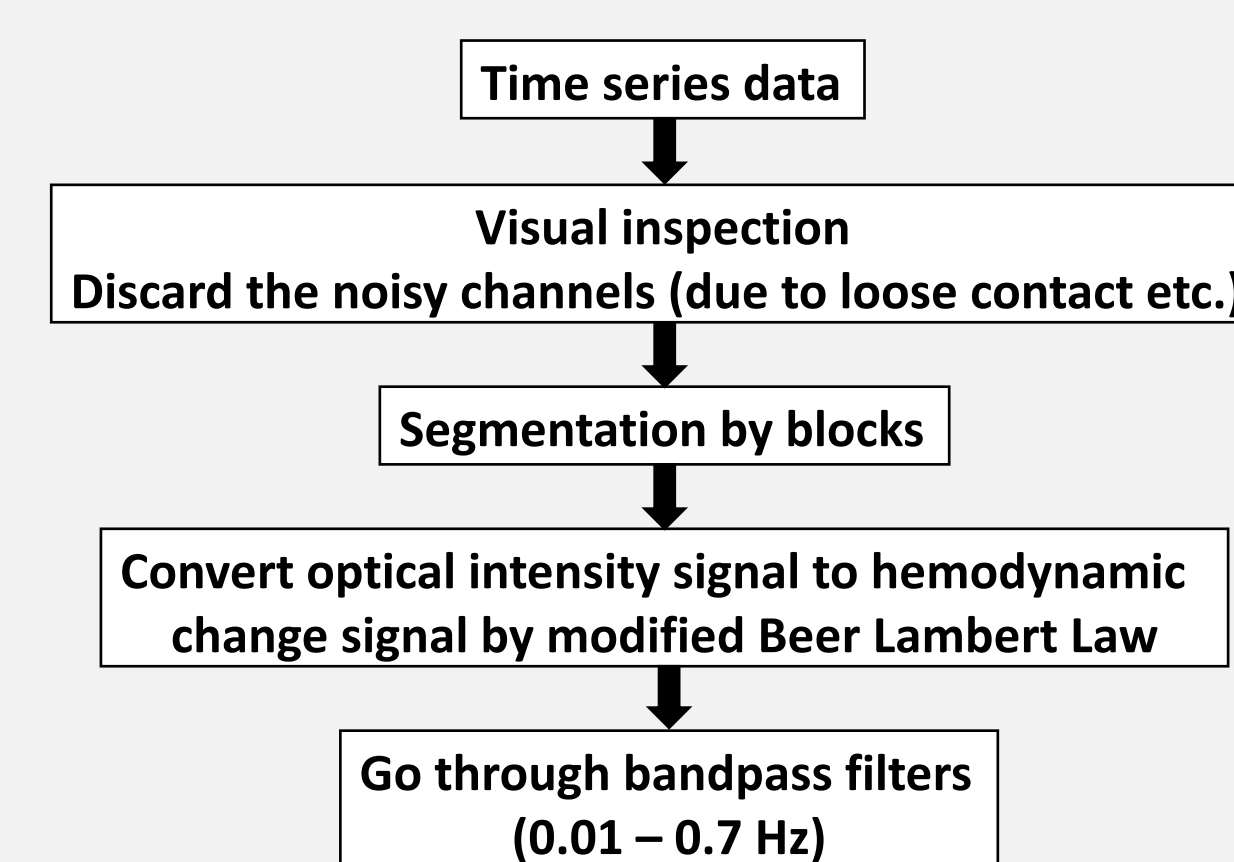 Time series data
Visual inspection
Discard the noisy channels (due to loose contact etc.)
Segmentation by blocks
Convert optical intensity signal to hemodynamic
change signal by modified Beer Lambert Law
Go through bandpass filters
(0.01 – 0.7 Hz)